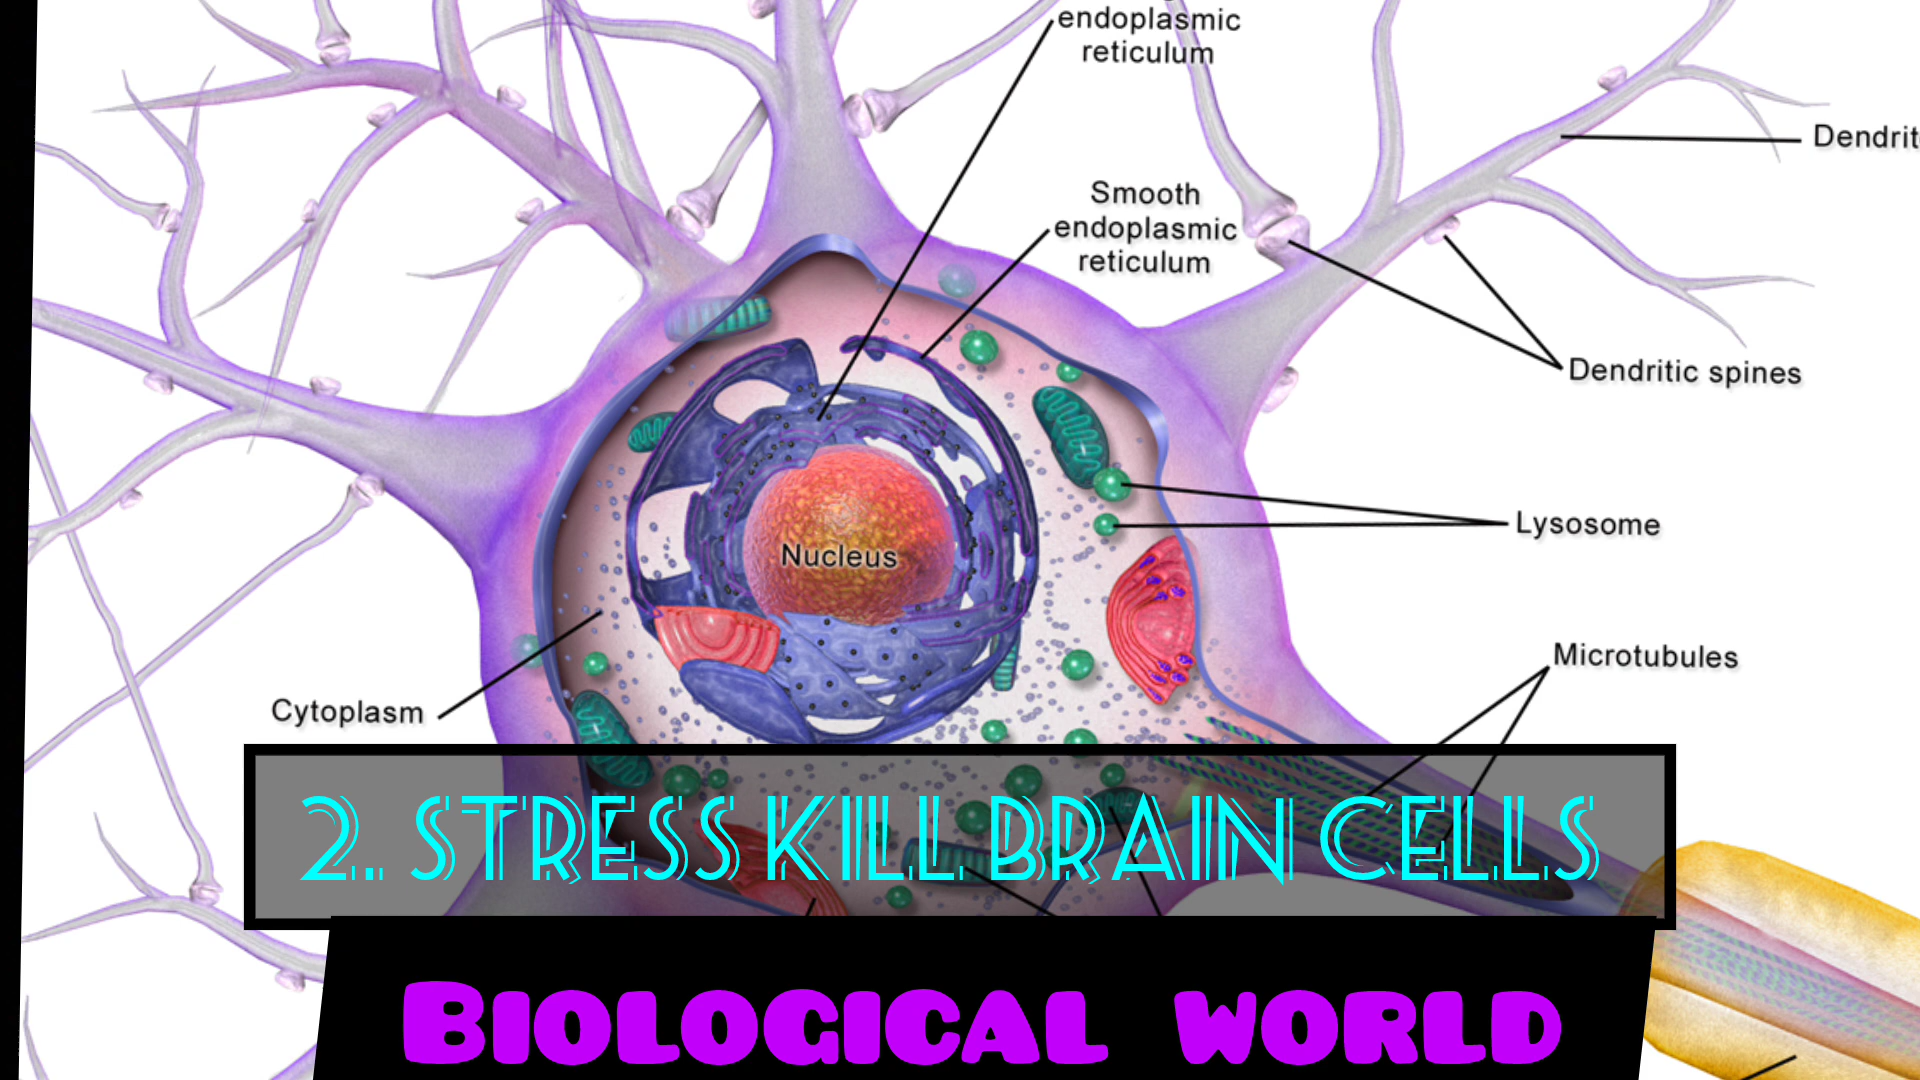 endoplasmic
reticulum
Dendrit
Smooth
endoplasmic
reticulum
Dendritic spines
Lysosome
Nucleus
Microtubules
Cytoplasm
2. STRESS KILL BRAIN CELLS
BIOLOGICAL WORLD